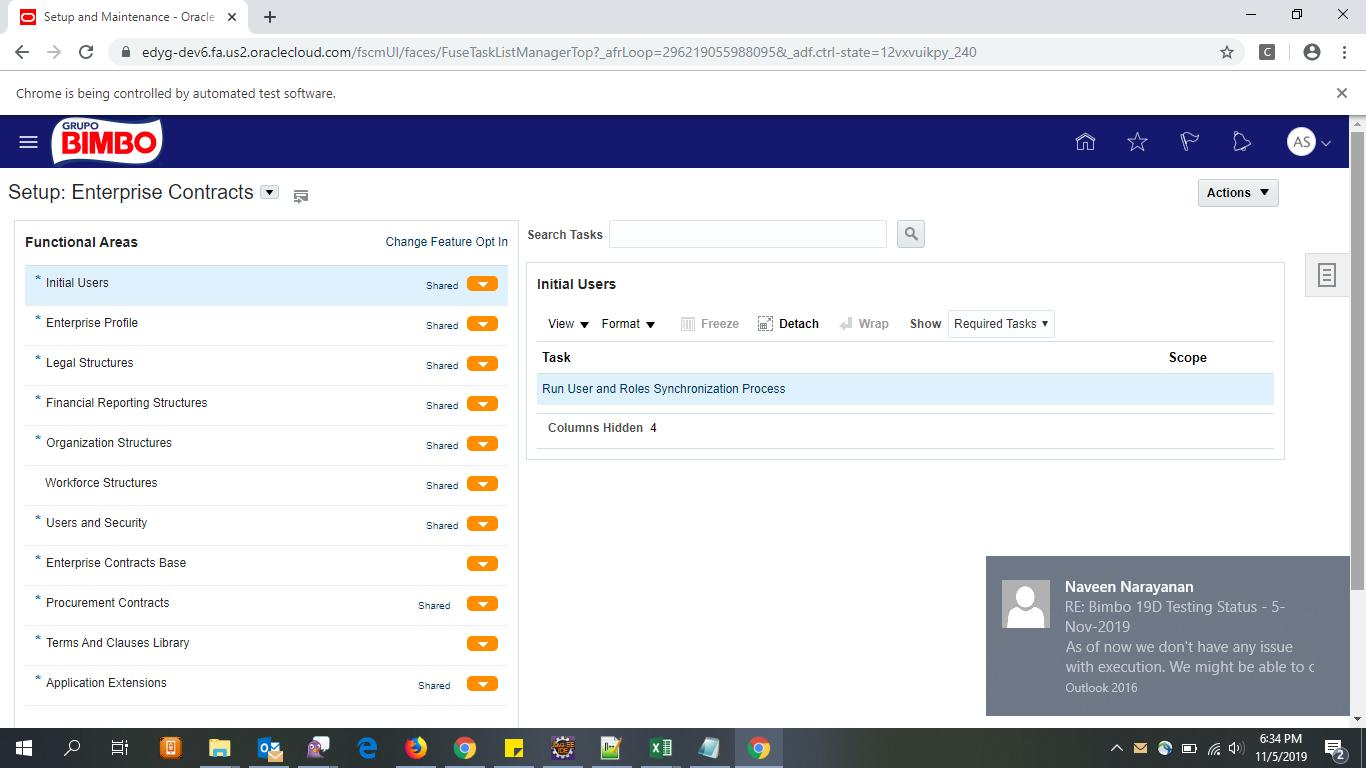 Setup and Maintenance - Oracle
edyg-dev6.fa.us2.oraclecloud.com/fscmUI/faces/FuseTaskListManagerTop?_afrLoop=296219055988095&_adf.ctrl-state=12vxvuikpy_240
C
Chrome is being controlled by automated test software.
GRUPO
BIMBO
AS
Setup: Enterprise Contracts
Actions
Functional Areas
Change Feature Opt In
* Initial Users Shared
* Enterprise Profile Shared
* Legal Structures Shared
* Financial Reporting Structures Shared
* Organization Structures Shared
Workforce Structures Shared
* Users and Security Shared
* Enterprise Contracts Base
* Procurement Contracts Shared
* Terms And Clauses Library
* Application Extensions Shared
Search Tasks
Initial Users
View Format Freeze Detach Wrap Show Required Tasks
Task Scope
Run User and Roles Synchronization Process
Columns Hidden 4
Naveen Narayanan
RE: Bimbo 19D Testing Status - 5-
Nov-2019
As of now we don't have any issue
with execution. We might be able to c
Outlook 2016
6:34 PM
11/5/2019
2